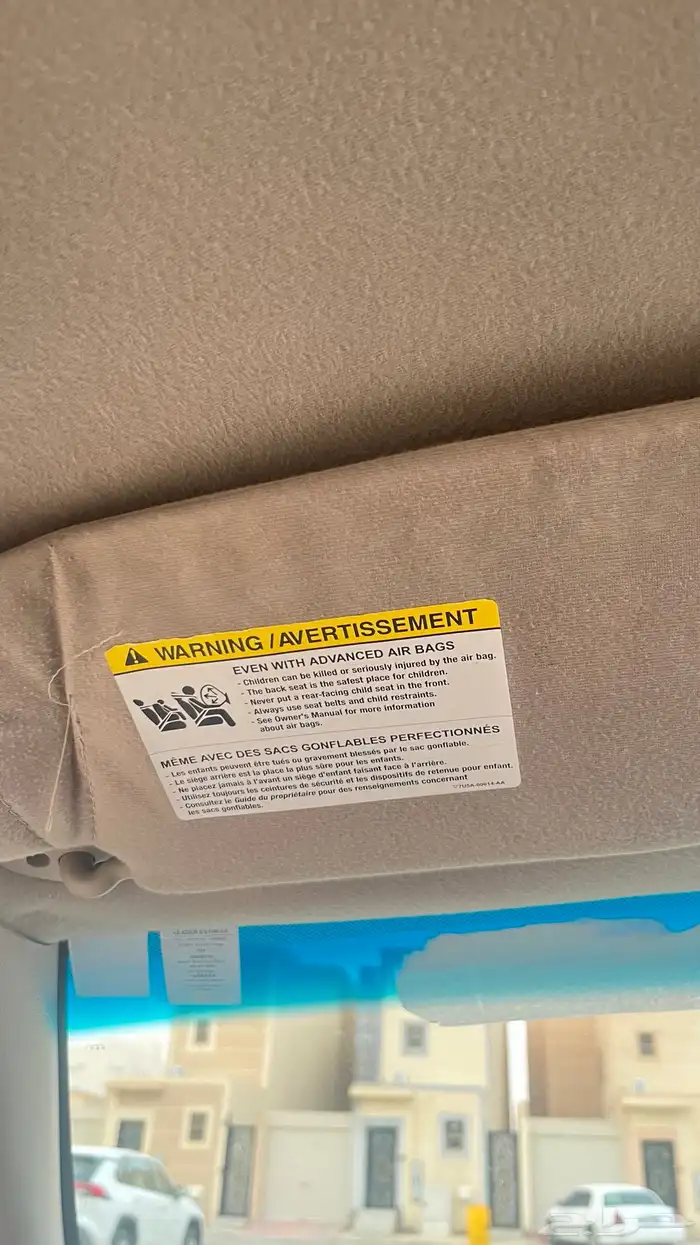 WARNING / AVERTISSEMENT
EVEN WITH ADVANCED AIR BAGS
- Children can be killed or seriously injured by the air bag.
- The back seat is the safest place for children.
- Never put a rear-facing child seat in the front.
- Always use seat belts and child restraints.
- See Owner's Manual for more information
about air bags.
MÊME AVEC DES SACS GONFLABLES PERFECTIONNÉS
- Les enfants peuvent être tués ou gravement blessés par le sac gonflable.
- Le siège arrière est la place la plus sûre pour les enfants.
- Ne placez jamais à l'avant un siège d'enfant faisant face à l'arrière.
- Utilisez toujours les ceintures de sécurité et les dispositifs de retenue pour enfant.
- Consultez le Guide du propriétaire pour des renseignements concernant
les sacs gonflables.
حراج